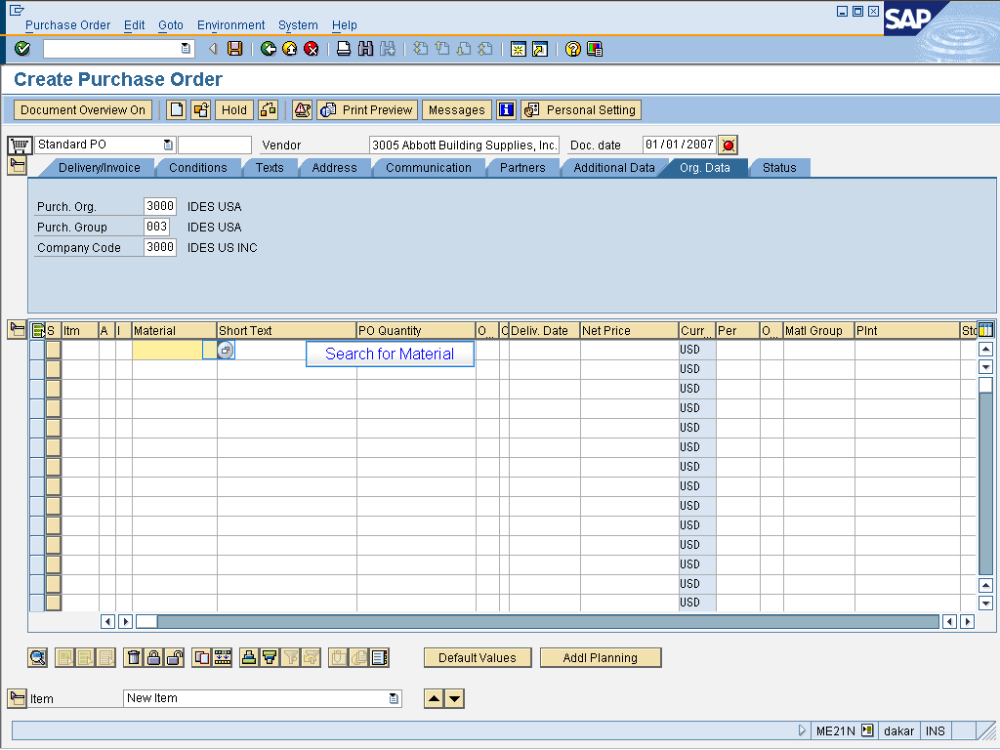 Purchase Order Edit Goto Environment System Help
SAP
Create Purchase Order
Document Overview On Hold Print Preview Messages Personal Setting
Standard PO Vendor 3005 Abbott Building Supplies, Inc. Doc. date 01/01/2007
Delivery/Invoice Conditions Texts Address Communication Partners Additional Data Org. Data Status
Purch. Org. 3000 IDES USA
Purch. Group 003 IDES USA
Company Code 3000 IDES US INC
S Itm A I Material Short Text PO Quantity O... C Deliv. Date Net Price Curr... Per O... Matl Group Plnt Sto
Search for Material USD
USD
USD
USD
USD
USD
USD
USD
USD
USD
USD
USD
USD
USD
Default Values Addl Planning
Item New Item
ME21N dakar INS